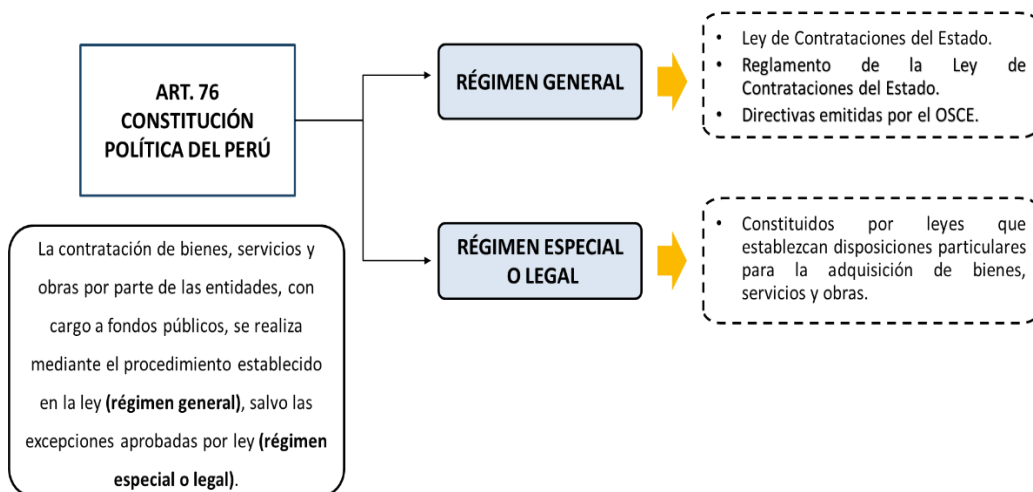 ART. 76
CONSTITUCIÓN
POLÍTICA DEL PERÚ
La contratación de bienes, servicios y
obras por parte de las entidades, con
cargo a fondos públicos, se realiza
mediante el procedimiento establecido
en la ley (régimen general), salvo las
excepciones aprobadas por ley (régimen
especial o legal).
RÉGIMEN GENERAL
• Ley de Contrataciones del Estado.
• Reglamento de la Ley de
Contrataciones del Estado.
• Directivas emitidas por el OSCE.
RÉGIMEN ESPECIAL
O LEGAL
• Constituidos por leyes que
establezcan disposiciones particulares
para la adquisición de bienes,
servicios y obras.